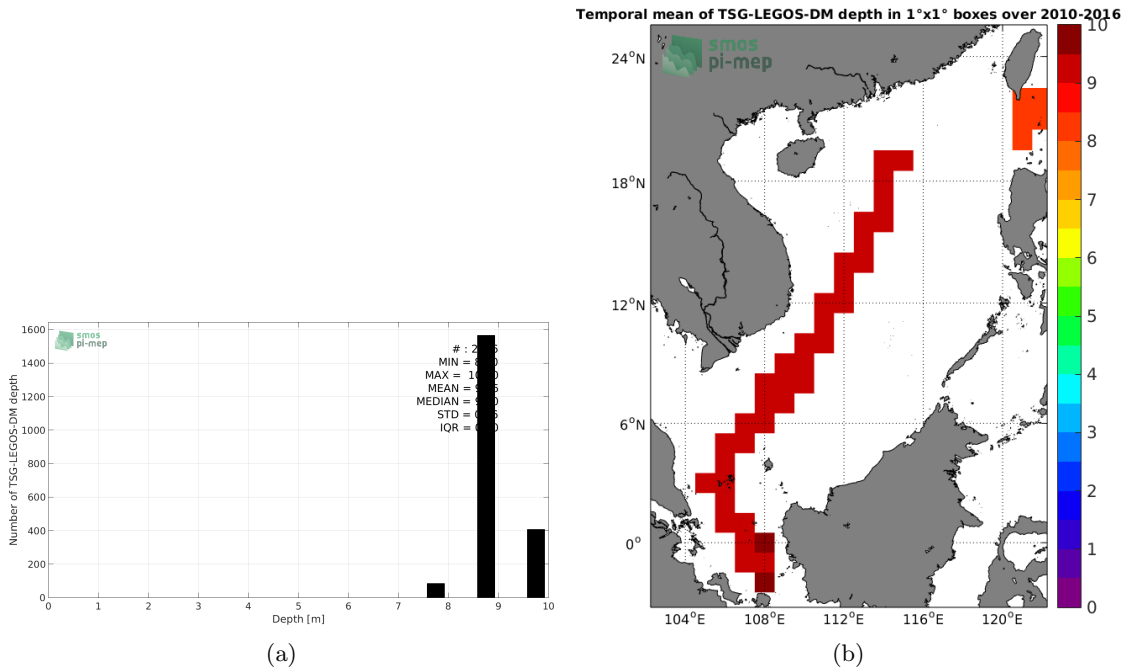 Temporal mean of TSG-LEGOS-DM depth in 1°x1° boxes over 2010-2016
smos
pi-mep
24°N
18°N
12°N
6°N
0°
104°E
108°E
112°E
116°E
120°E
10
9
8
7
6
5
4
3
2
1
0
(b)
smos
pi-mep
Number of TSG-LEGOS-DM depth
1600
1400
1200
1000
800
600
400
200
0
# :
MIN =
MAX =
MEAN =
MEDIAN =
STD =
IQR =
0
1
2
3
4
5
6
7
8
9
10
Depth [m]
(a)